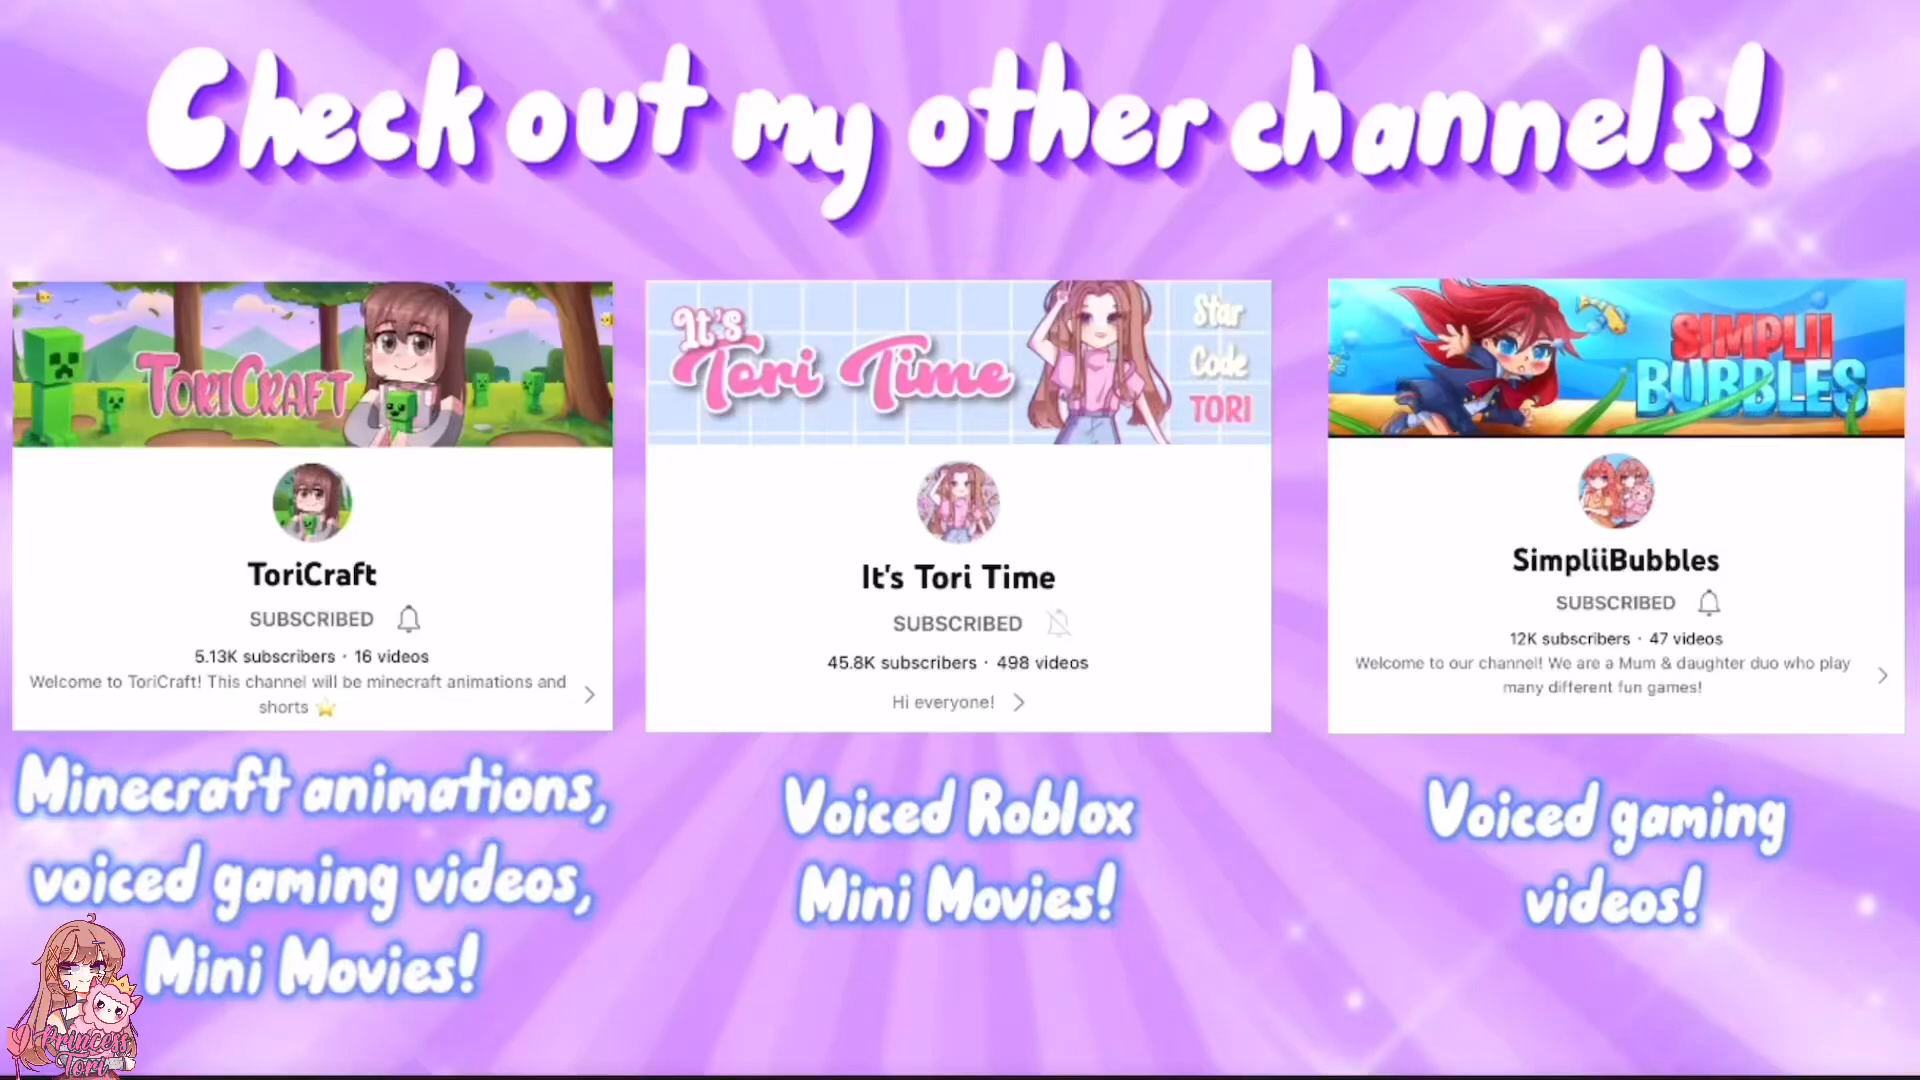 Check out my other channels!
TORICRAFT
ToriCraft
SUBSCRIBED
5.13K subscribers · 16 videos
Welcome to ToriCraft! This channel will be minecraft animations and
shorts ⭐
Minecraft animations,
voiced gaming videos,
Mini Movies!
It's
Tori Time
Star
Code
TORI
It's Tori Time
SUBSCRIBED
45.8K subscribers · 498 videos
Hi everyone!
Voiced Roblox
Mini Movies!
SIMPLII
BUBBLES
SimpliiBubbles
SUBSCRIBED
12K subscribers · 47 videos
Welcome to our channel! We are a Mum & daughter duo who play
many different fun games!
Voiced gaming
videos!
Princess
Tori